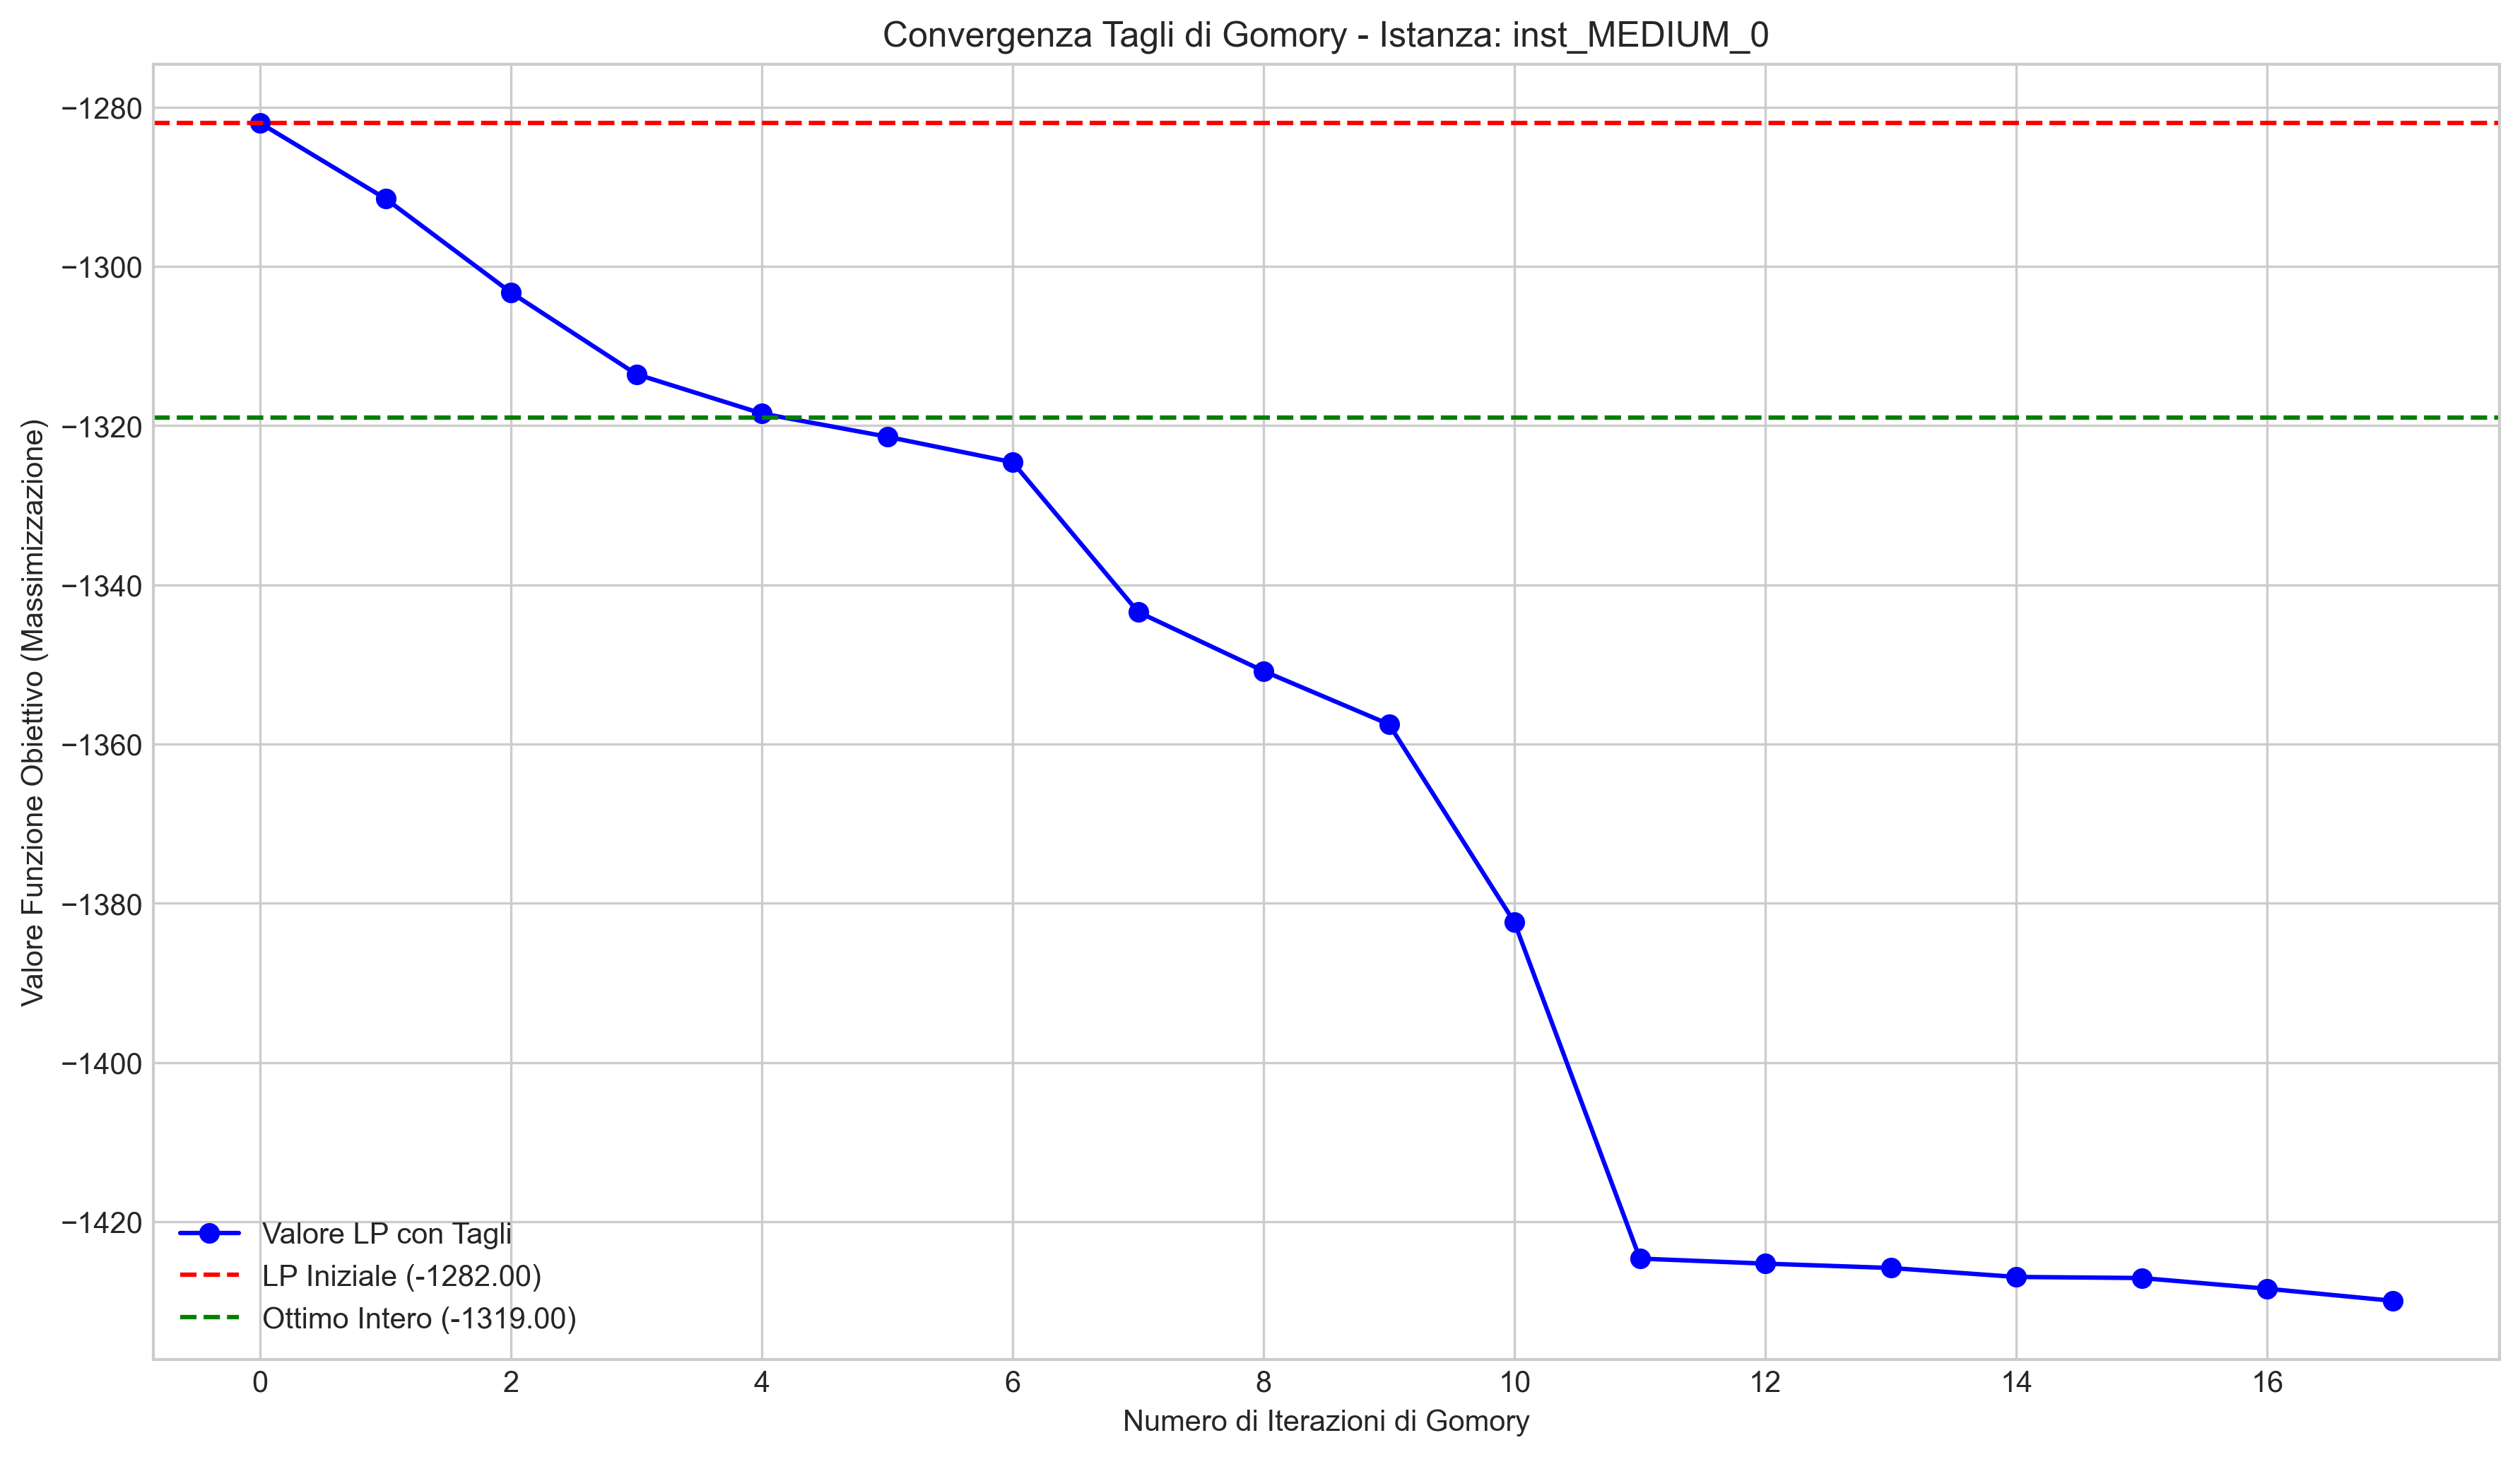 Convergenza Tagli di Gomory - Istanza: inst_MEDIUM_0
Valore Funzione Obiettivo (Massimizzazione)
−1280
−1300
−1320
−1340
−1360
−1380
−1400
−1420
Valore LP con Tagli
LP Iniziale (-1282.00)
Ottimo Intero (-1319.00)
0 2 4 6 8 10 12 14 16
Numero di Iterazioni di Gomory